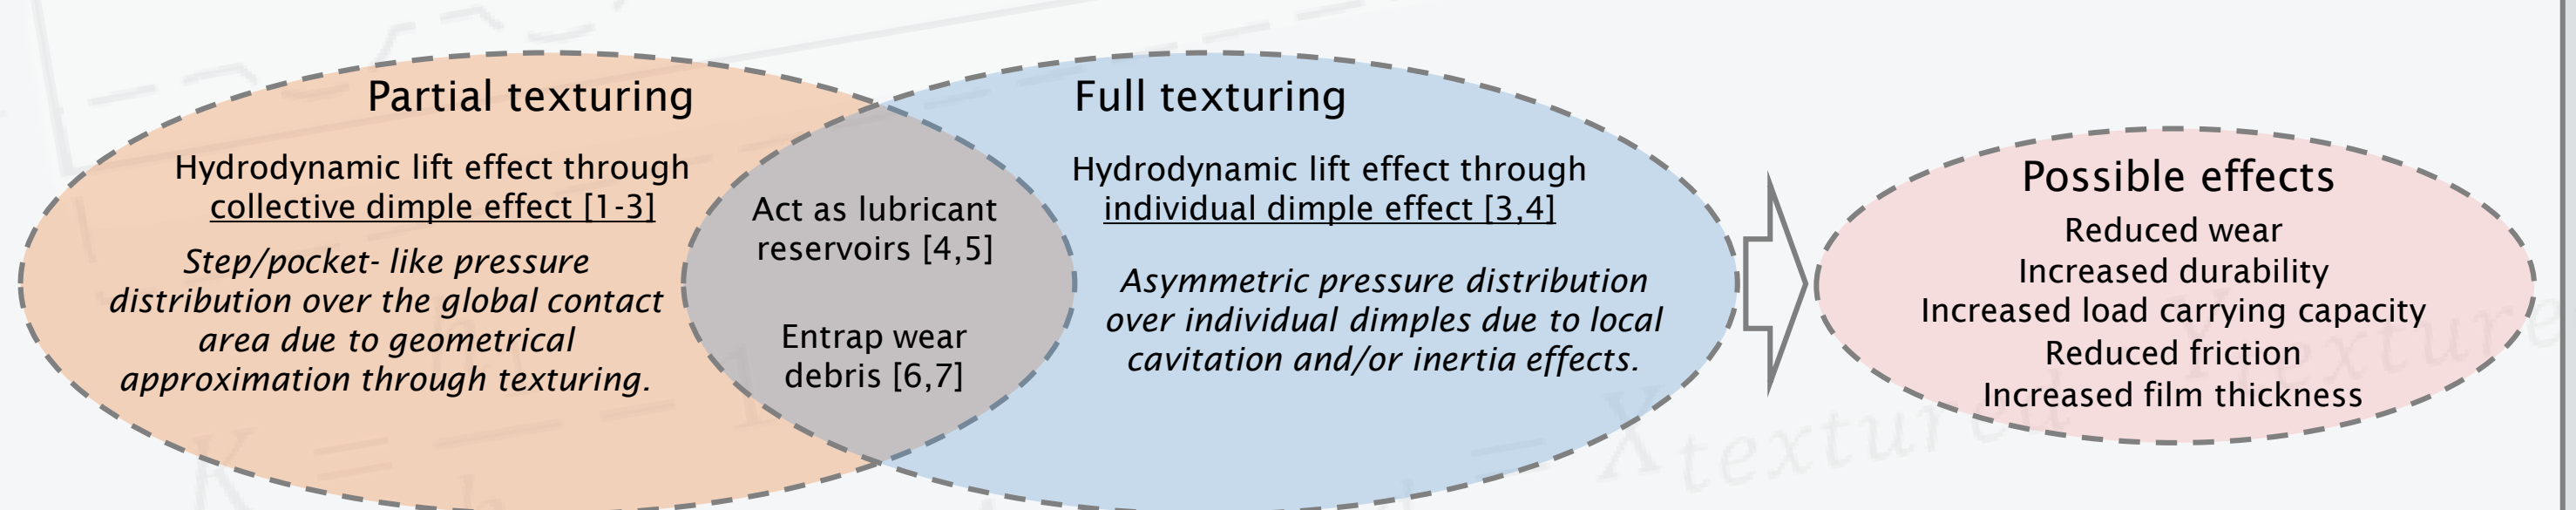 Partial texturing
Hydrodynamic lift effect through
collective dimple effect [1-3]
Step/pocket- like pressure
distribution over the global contact
area due to geometrical
approximation through texturing.
Act as lubricant
reservoirs [4,5]
Entrap wear
debris [6,7]
Full texturing
Hydrodynamic lift effect through
individual dimple effect [3,4]
Asymmetric pressure distribution
over individual dimples due to local
cavitation and/or inertia effects.
Possible effects
Reduced wear
Increased durability
Increased load carrying capacity
Reduced friction
Increased film thickness
K = 
h
1
= X textured
Y texture